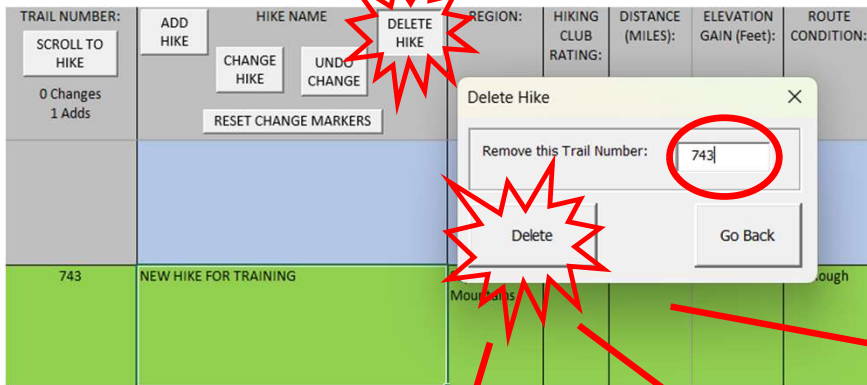 TRAIL NUMBER:
SCROLL TO
HIKE
0 Changes
1 Adds
ADD
HIKE
HIKE NAME
DELETE
HIKE
CHANGE
HIKE
UNDO
CHANGE
RESET CHANGE MARKERS
REGION:
HIKING
CLUB
RATING:
DISTANCE
(MILES):
ELEVATION
GAIN (Feet):
ROUTE
CONDITION:
Delete Hike
Remove this Trail Number:
743
Delete
Go Back
743
NEW HIKE FOR TRAINING
Mountains